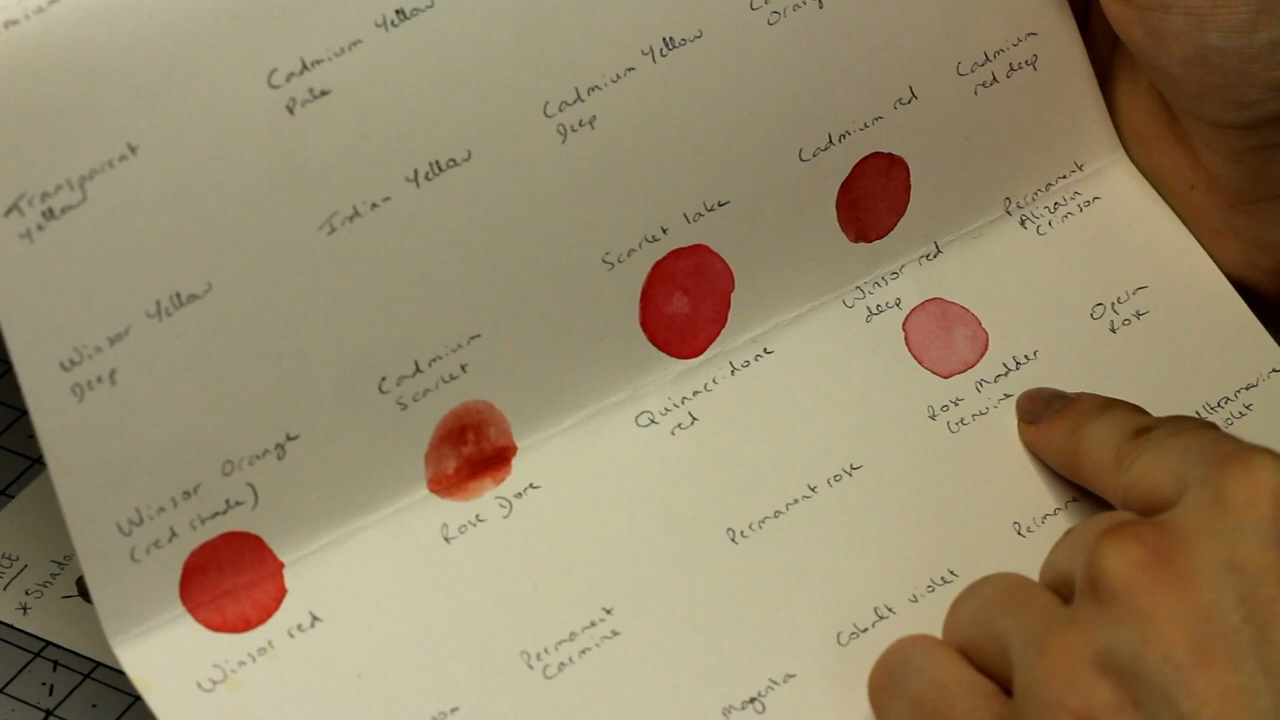 Cadmium Yellow
Pale
Cadmium Yellow
Deep
Cadmium
red deep
Transparent
Yellow
Indian Yellow
Scarlet lake
Cadmium red
Permanent
Alizarin
Crimson
Winsor Yellow
Deep
Cadmium
Scarlet
Quinacridone
red
Winsor red
deep
Opera
Rose
Winsor Orange
(red shade)
Rose Dore
Permanent rose
Rose Madder
Genuine
Winsor red
Permanent
Carmine
Cobalt violet
Magenta
*Shado